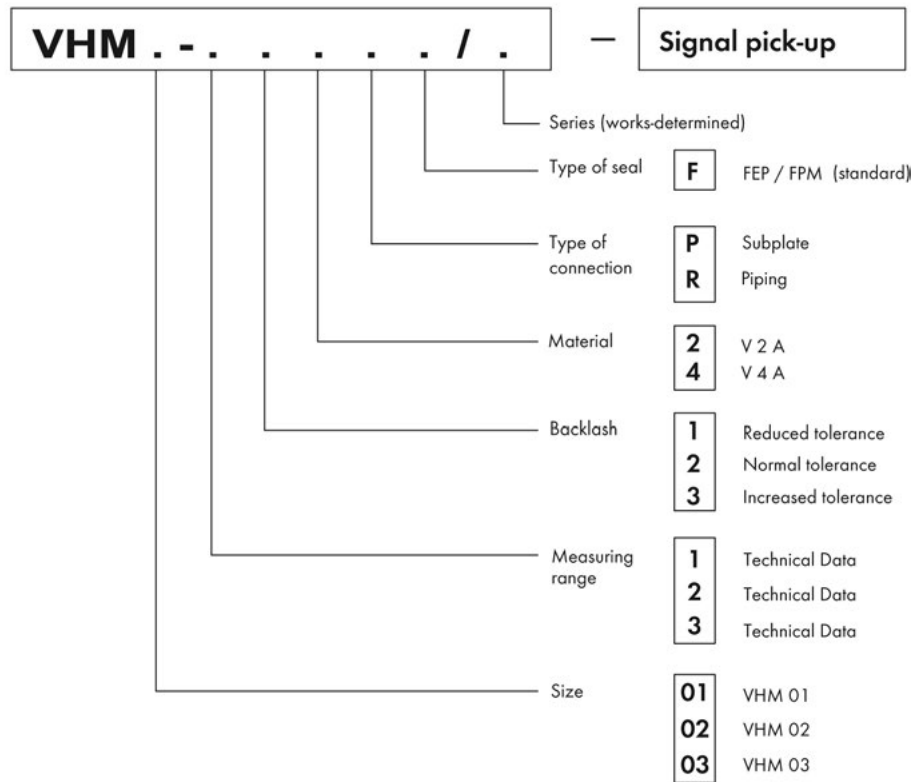 VHM . - . . . . . / . – Signal pick-up
Series (works-determined)
Type of seal F FEP / FPM (standard)
Type of P Subplate
connection R Piping
Material 2 V 2 A
4 V 4 A
Backlash 1 Reduced tolerance
2 Normal tolerance
3 Increased tolerance
Measuring 1 Technical Data
range 2 Technical Data
3 Technical Data
Size 01 VHM 01
02 VHM 02
03 VHM 03